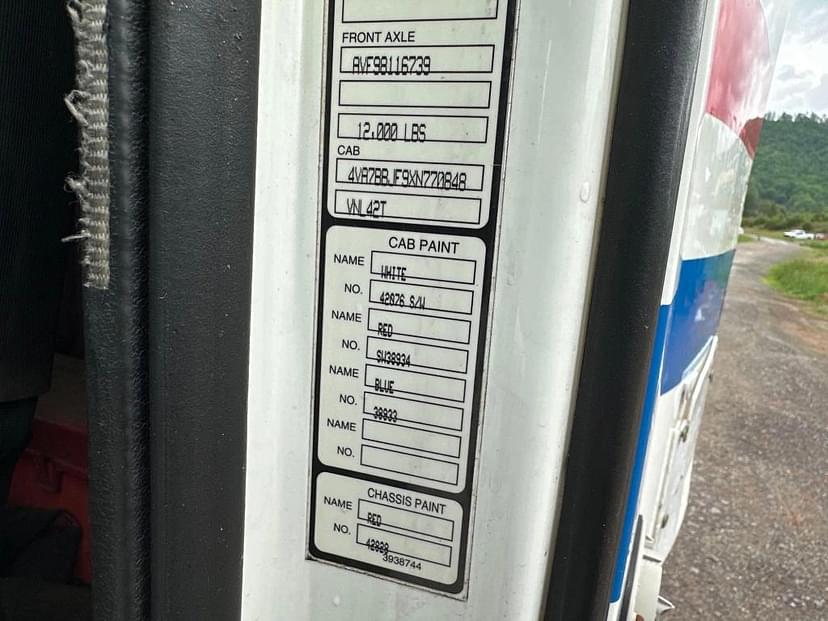 FRONT AXLE
AVF98116739
12,000 LBS
CAB
4VA7BBJF9XN770848
VNL42T
CAB PAINT
NAME WHITE
NO. 42076 S/W
NAME RED
NO. SW38934
NAME BLUE
NO. 38933
NAME
NO.
CHASSIS PAINT
NAME RED
NO. 42020
3938744